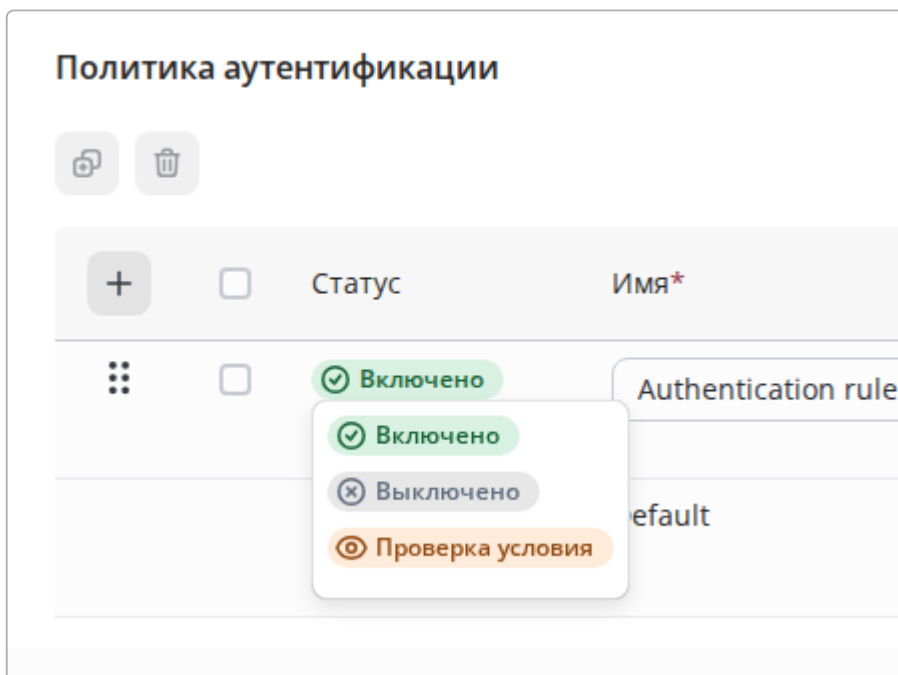 Политика аутентификации
Статус Имя*
Включено Authentication rule
Включено
Выключено
efault
Проверка условия